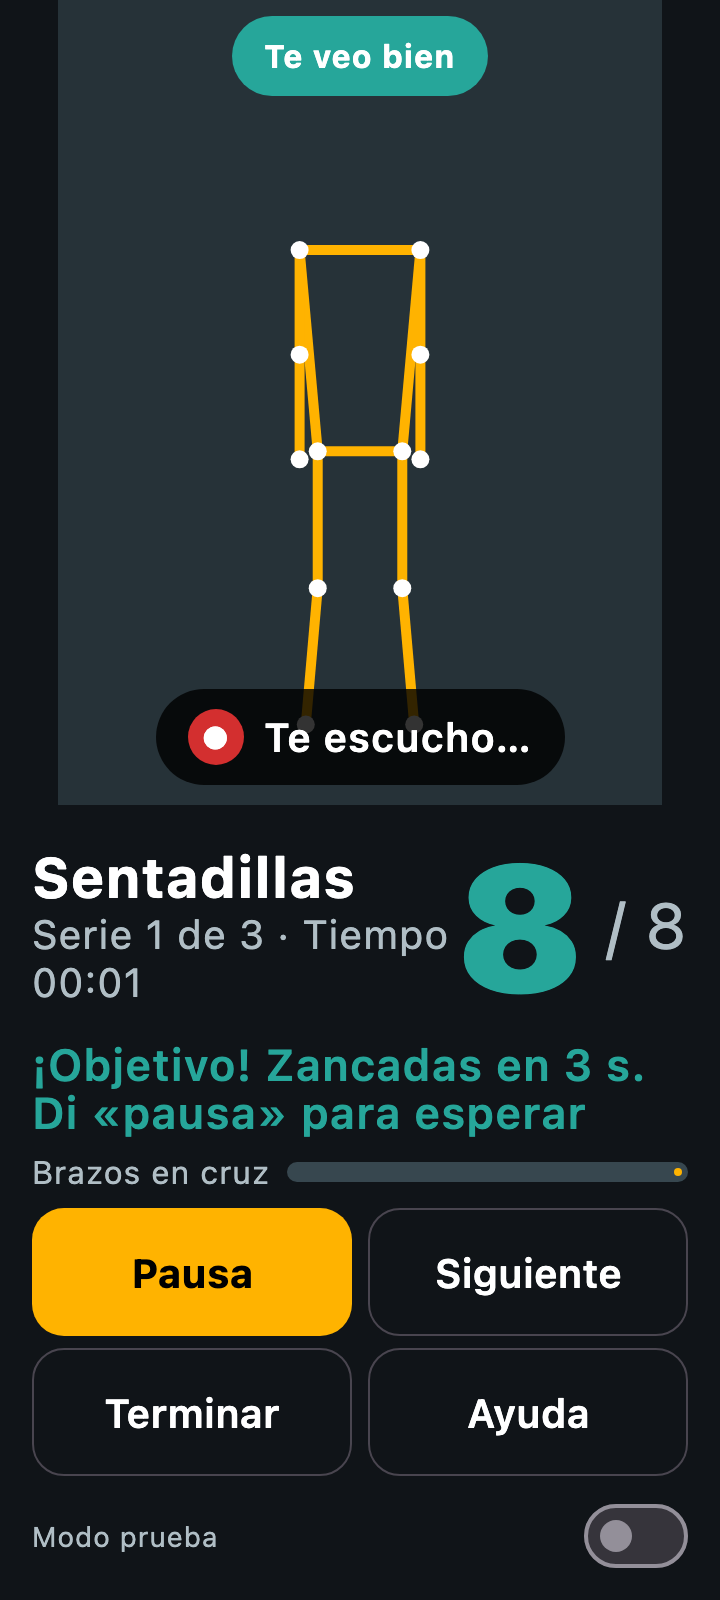 Te veo bien
Te escucho...
Sentadillas
8 / 8
Serie 1 de 3 · Tiempo
00:01
¡Objetivo! Zancadas en 3 s.
Di «pausa» para esperar
Brazos en cruz
Pausa
Siguiente
Terminar
Ayuda
Modo prueba